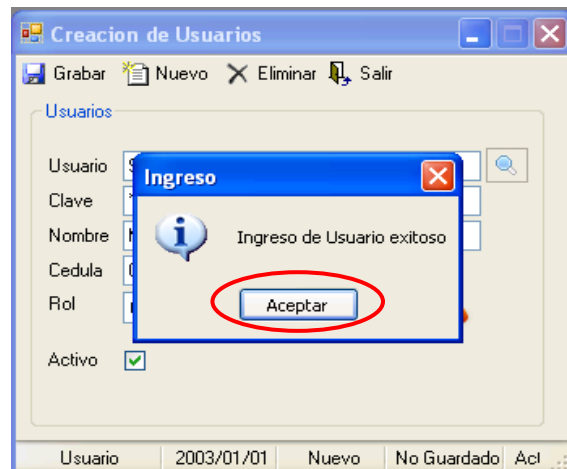 Creacion de Usuarios
Grabar Nuevo Eliminar Salir
Usuarios
Usuario
Ingreso
Clave
Nombre
Ingreso de Usuario exitoso
Cedula
Rol
Aceptar
Activo
Usuario 2003/01/01 Nuevo No Guardado